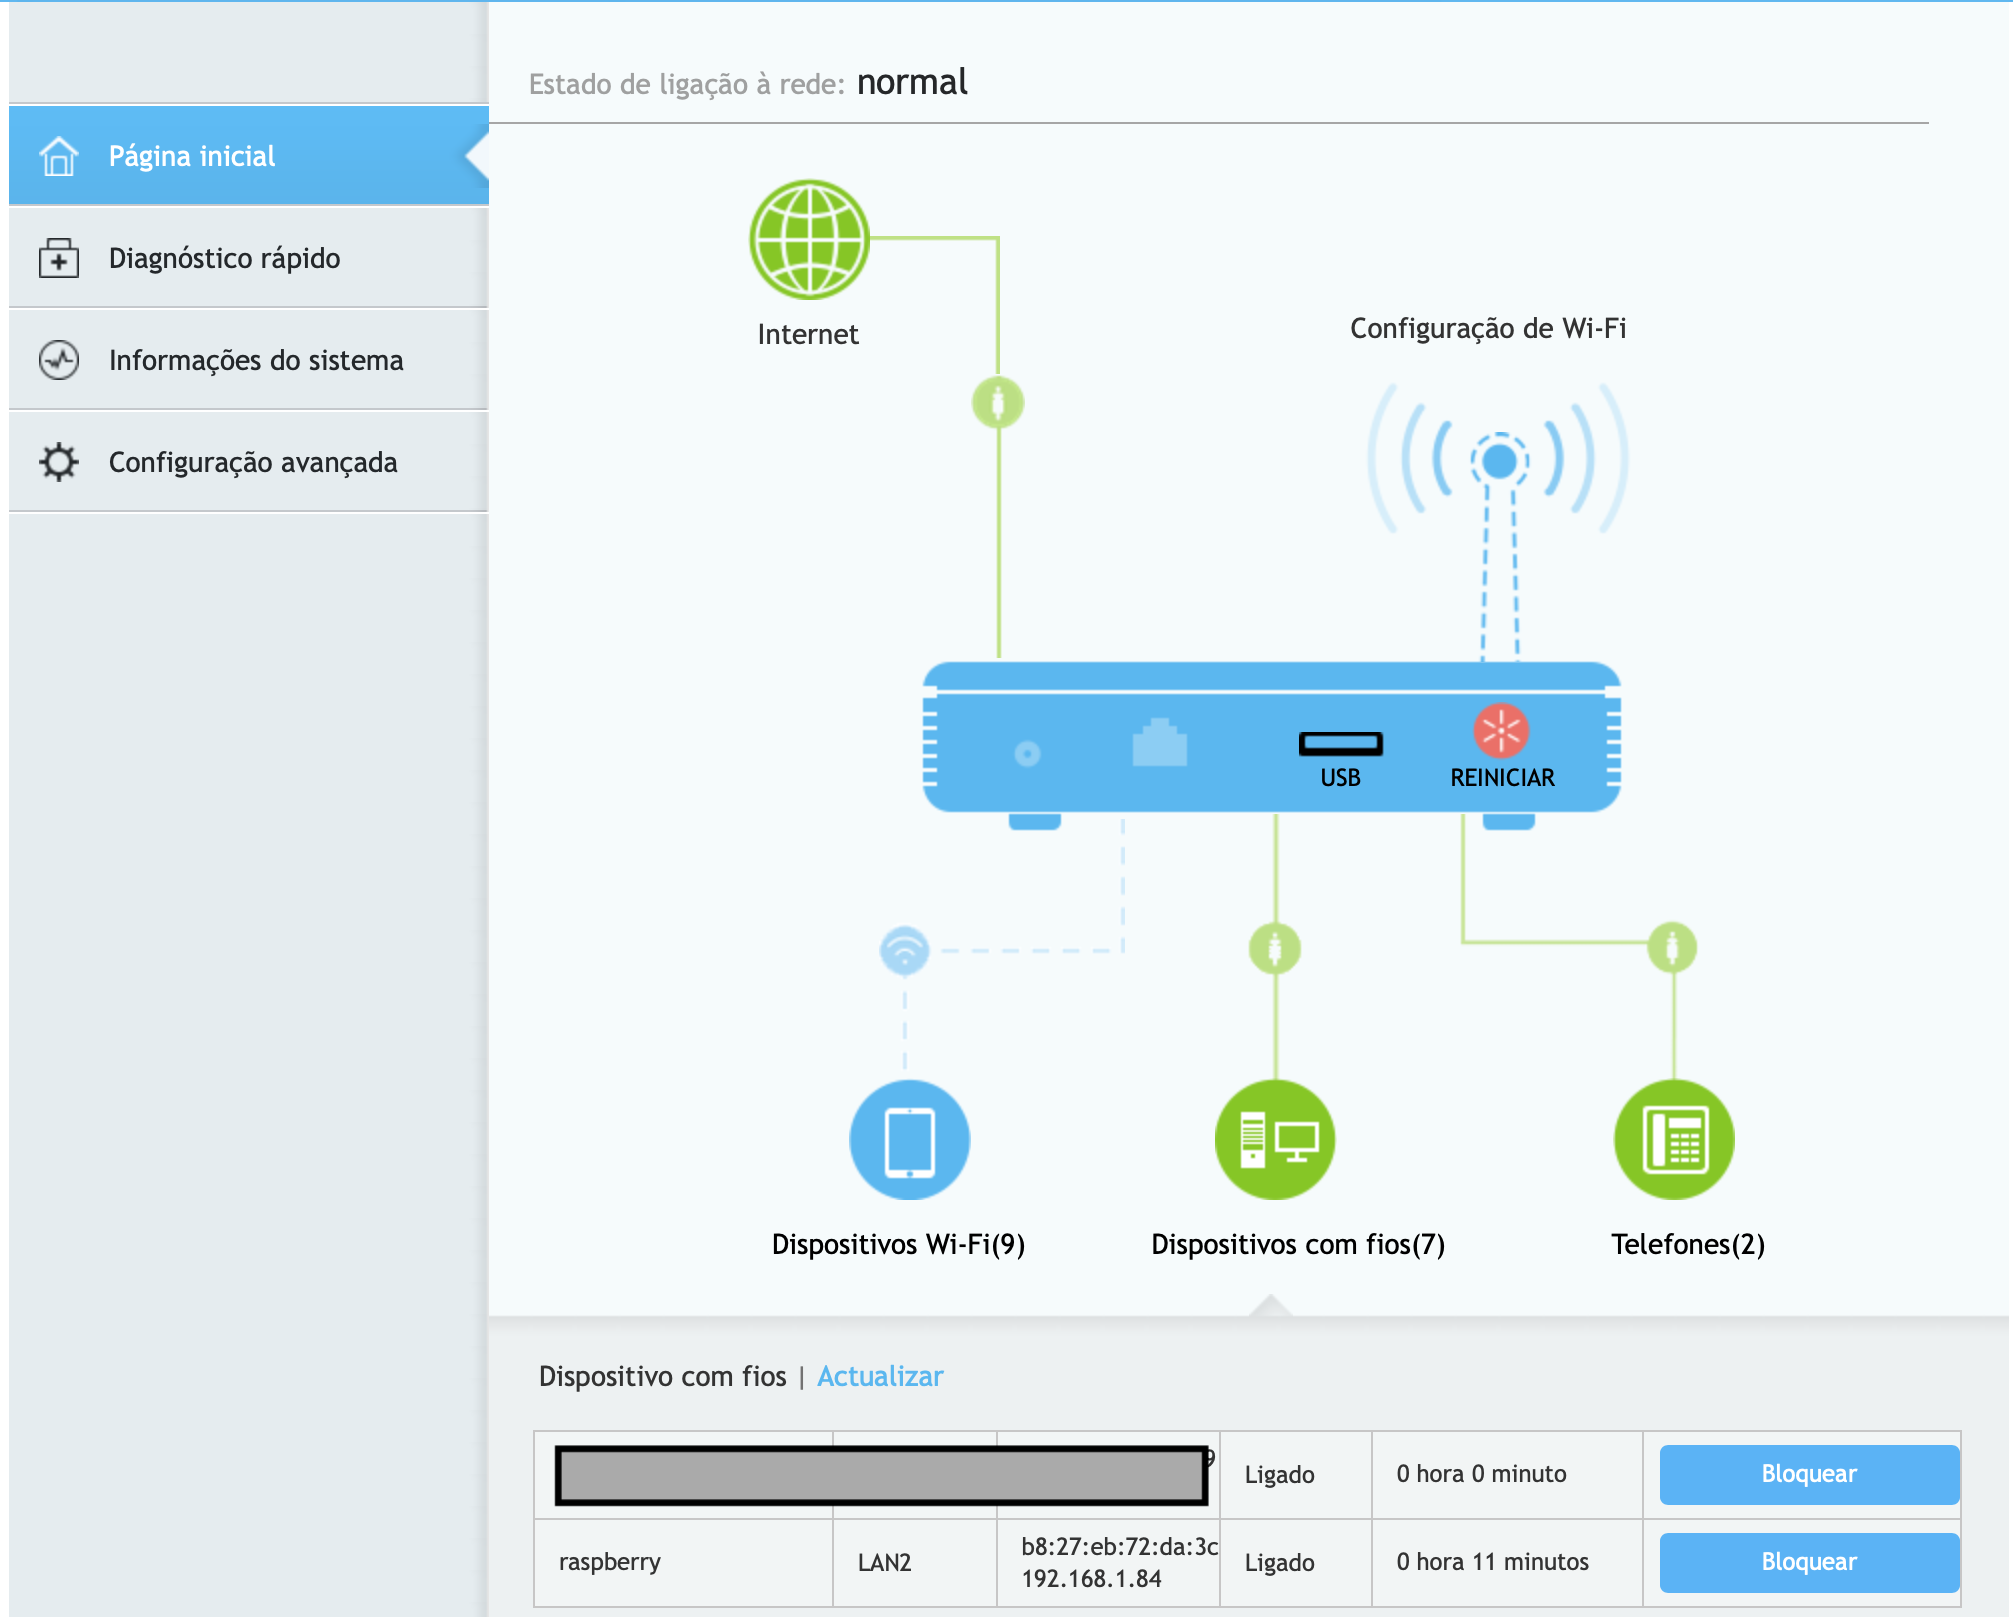 Estado de ligação à rede: normal
Página inicial
Diagnóstico rápido
Informações do sistema
Configuração avançada
Internet
Configuração de Wi-Fi
USB
REINICIAR
Dispositivos Wi-Fi(9)
Dispositivos com fios(7)
Telefones(2)
Dispositivo com fios | Actualizar
Ligado
0 hora 0 minuto
Bloquear
raspberry
LAN2
b8:27:eb:72:da:3c
192.168.1.84
Ligado
0 hora 11 minutos
Bloquear